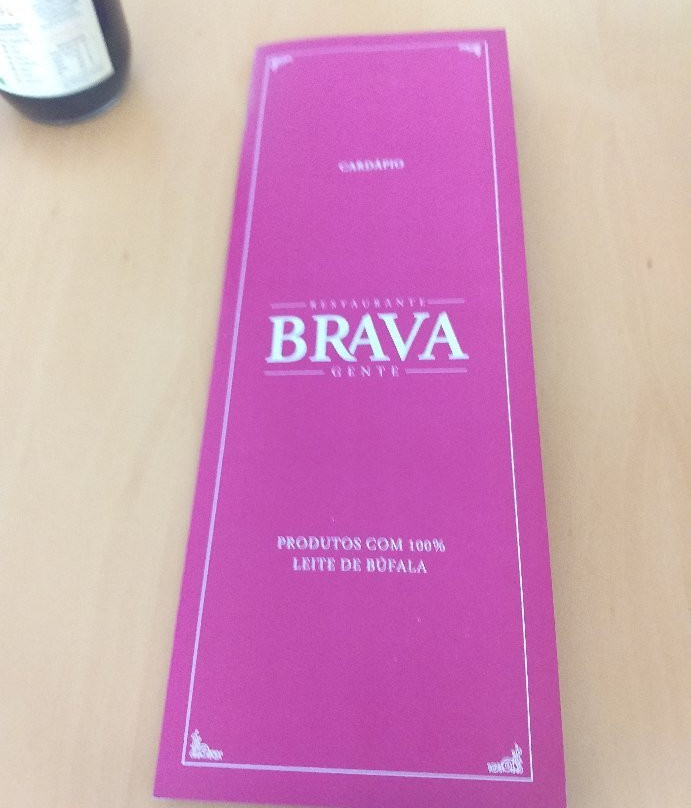 CARDÁPIO
RESTAURANTE
BRAVA
GENTE
PRODUTOS COM 100%
LEITE DE BÚFALA